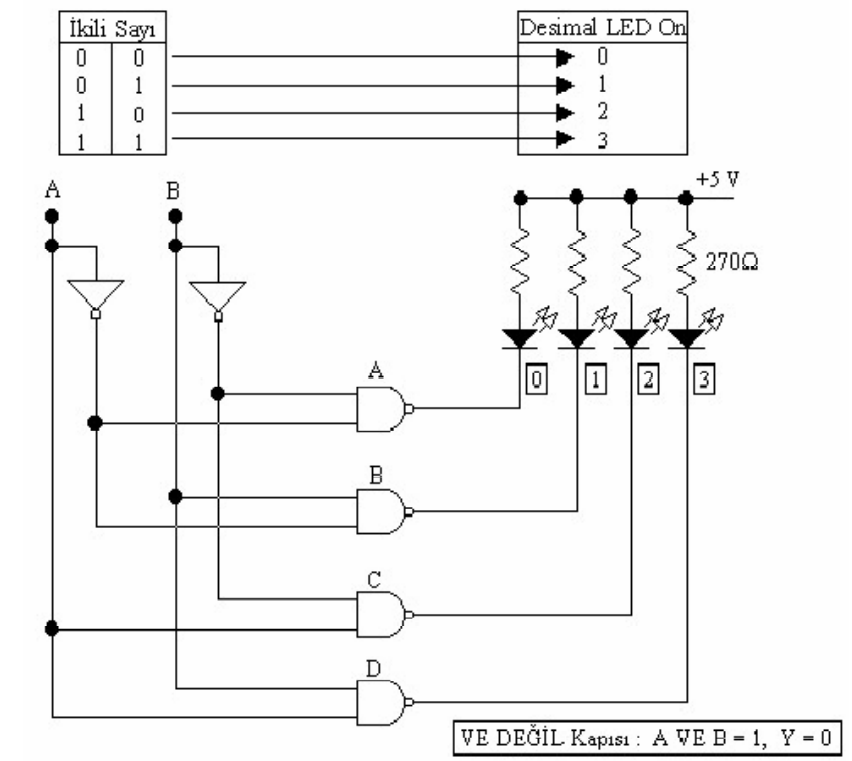 İkili Sayı
0 0
0 1
1 0
1 1
Desimal LED On
0
1
2
3
A B
+5 V
270Ω
0 1 2 3
A
B
C
D
VE DEĞİL Kapısı : A VE B = 1, Y = 0